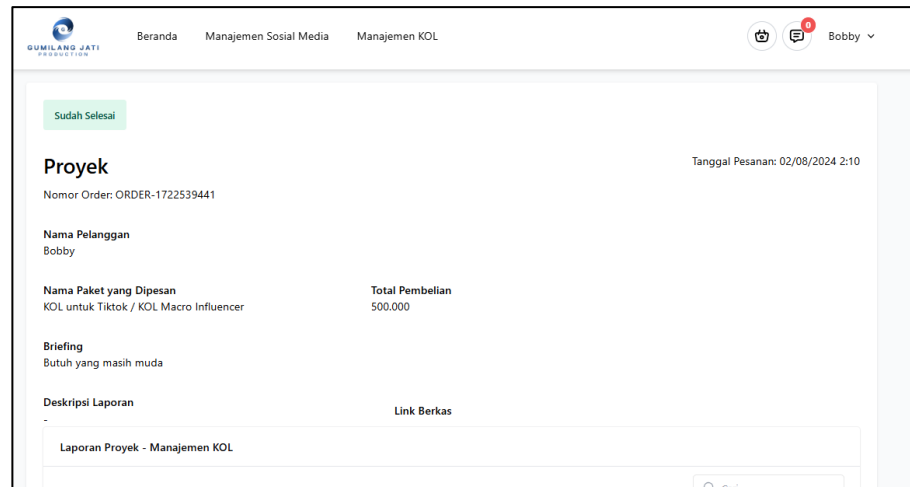 GUMILANG JATI
PRODUCTION
Beranda
Manajemen Sosial Media
Manajemen KOL
0
Bobby
Sudah Selesai
Proyek
Tanggal Pesanan: 02/08/2024 2:10
Nomor Order: ORDER-1722539441
Nama Pelanggan
Bobby
Nama Paket yang Dipesan
Total Pembelian
KOL untuk Tiktok / KOL Macro Influencer
500.000
Briefing
Butuh yang masih muda
Deskripsi Laporan
Link Berkas
-
Laporan Proyek - Manajemen KOL